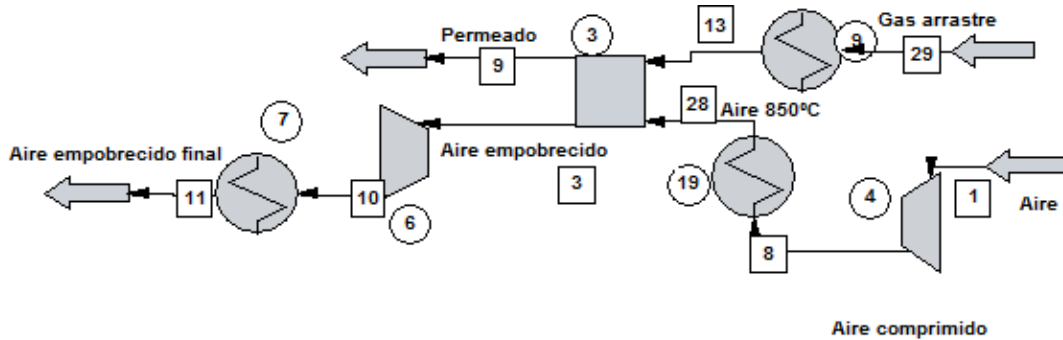 13
9
Gas arrastre
29
Permeado
3
9
28
Aire 850ºC
7
Aire empobrecido
Aire empobrecido final
3
19
4
1
Aire
11
10
6
8
Aire comprimido